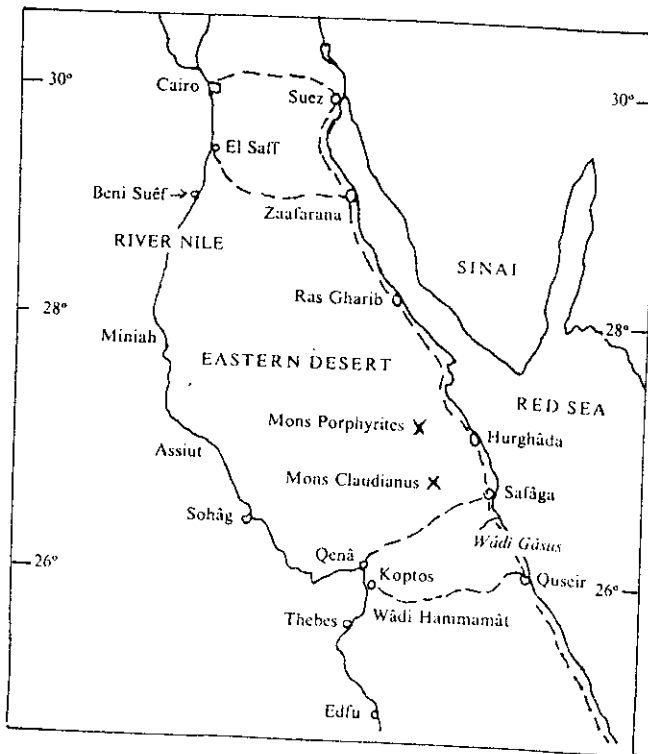 30°
30°
Cairo
Suez
El Saff
Beni Suêf
Zaafarana
RIVER NILE
SINAI
Ras Gharib
28°
28°
Miniah
EASTERN DESERT
RED SEA
Mons Porphyrites
Hurghâda
Assiut
Mons Claudianus
Safâga
Sohâg
Wâdi Gâsus
Qenâ
26°
Koptos
Quseir
26°
Wâdi Hammamât
Thebes
Edfu